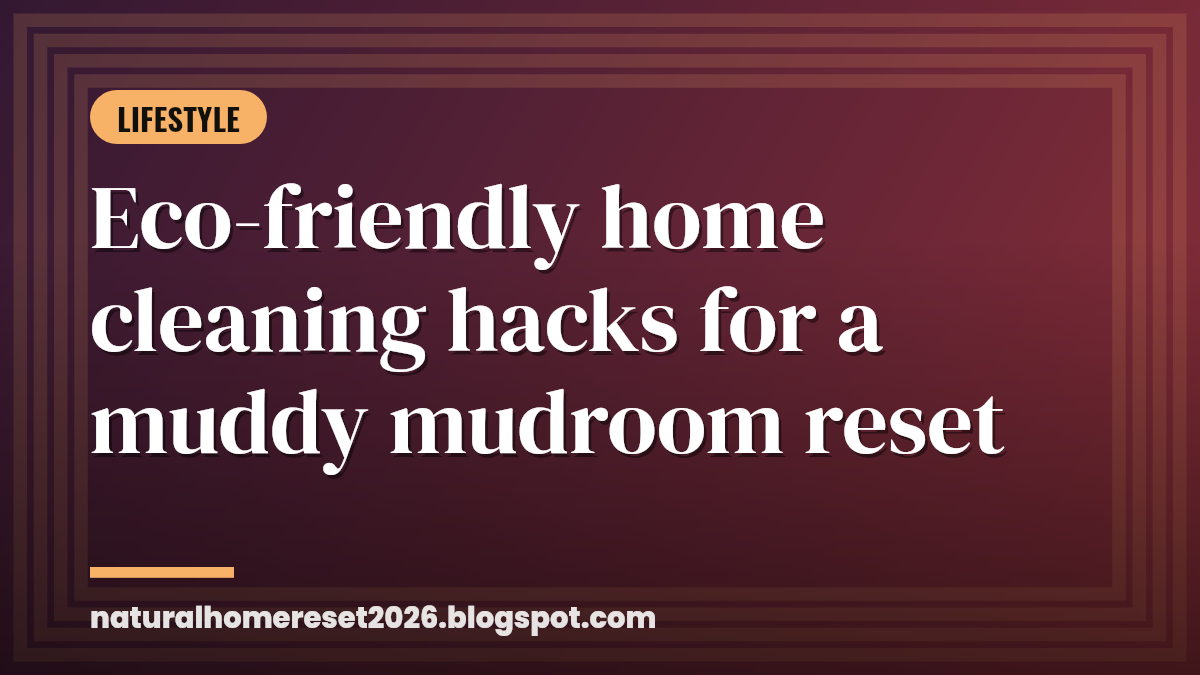 LIFESTYLE
Eco-friendly home
cleaning hacks for a
muddy mudroom reset
naturalhomereset2026.blogspot.com